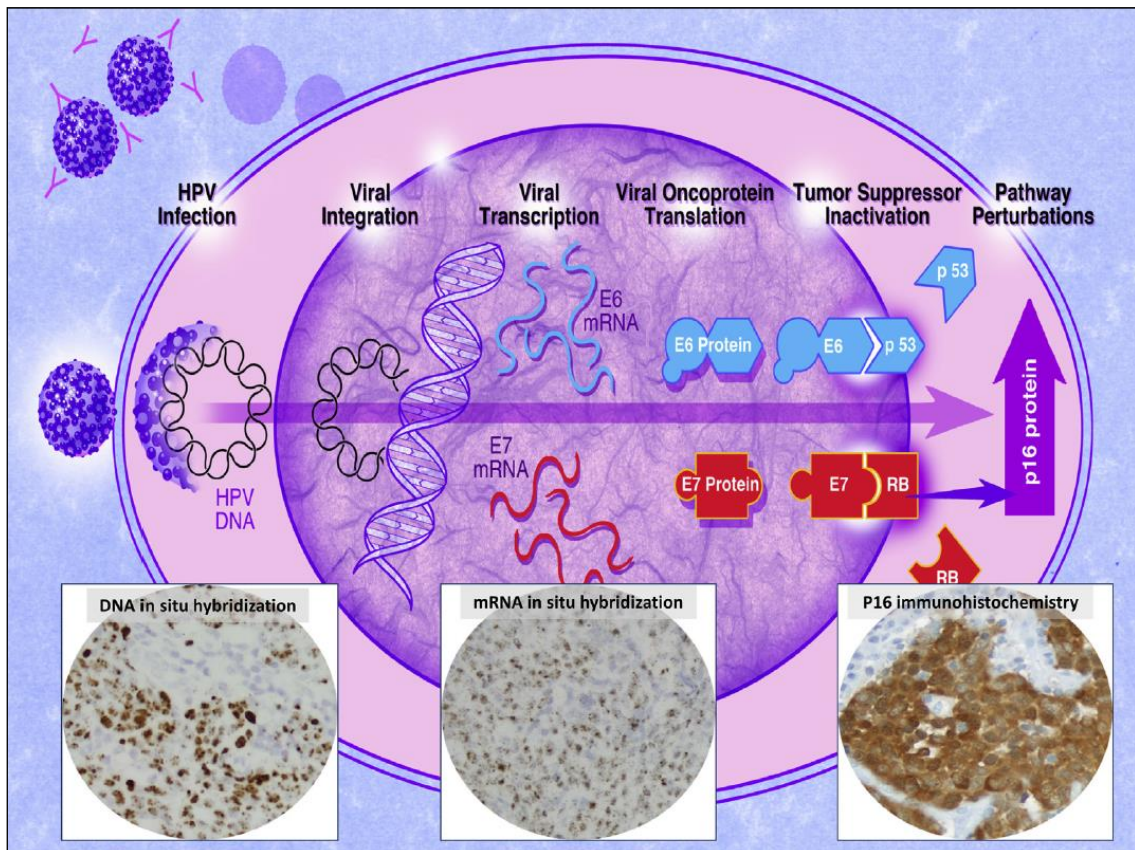 HPV
Infection
Viral
Integration
Viral
Transcription
Viral Oncoprotein
Translation
Tumor Suppressor
Inactivation
Pathway
Perturbations
p 53
E6
mRNA
E6 Protein
E6
p 53
p16 protein
E7
mRNA
E7 Protein
E7
RB
HPV
DNA
RB
DNA in situ hybridization
mRNA in situ hybridization
P16 immunohistochemistry